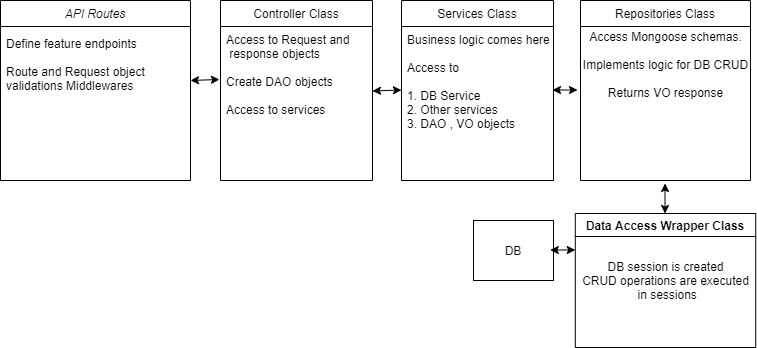 API Routes
Define feature endpoints
Route and Request object
validations Middlewares
Controller Class
Access to Request and
response objects
Create DAO objects
Access to services
Services Class
Business logic comes here
Access to
1. DB Service
2. Other services
3. DAO , VO objects
Repositories Class
Access Mongoose schemas.
Implements logic for DB CRUD
Returns VO response
DB
Data Access Wrapper Class
DB session is created
CRUD operations are executed
in sessions